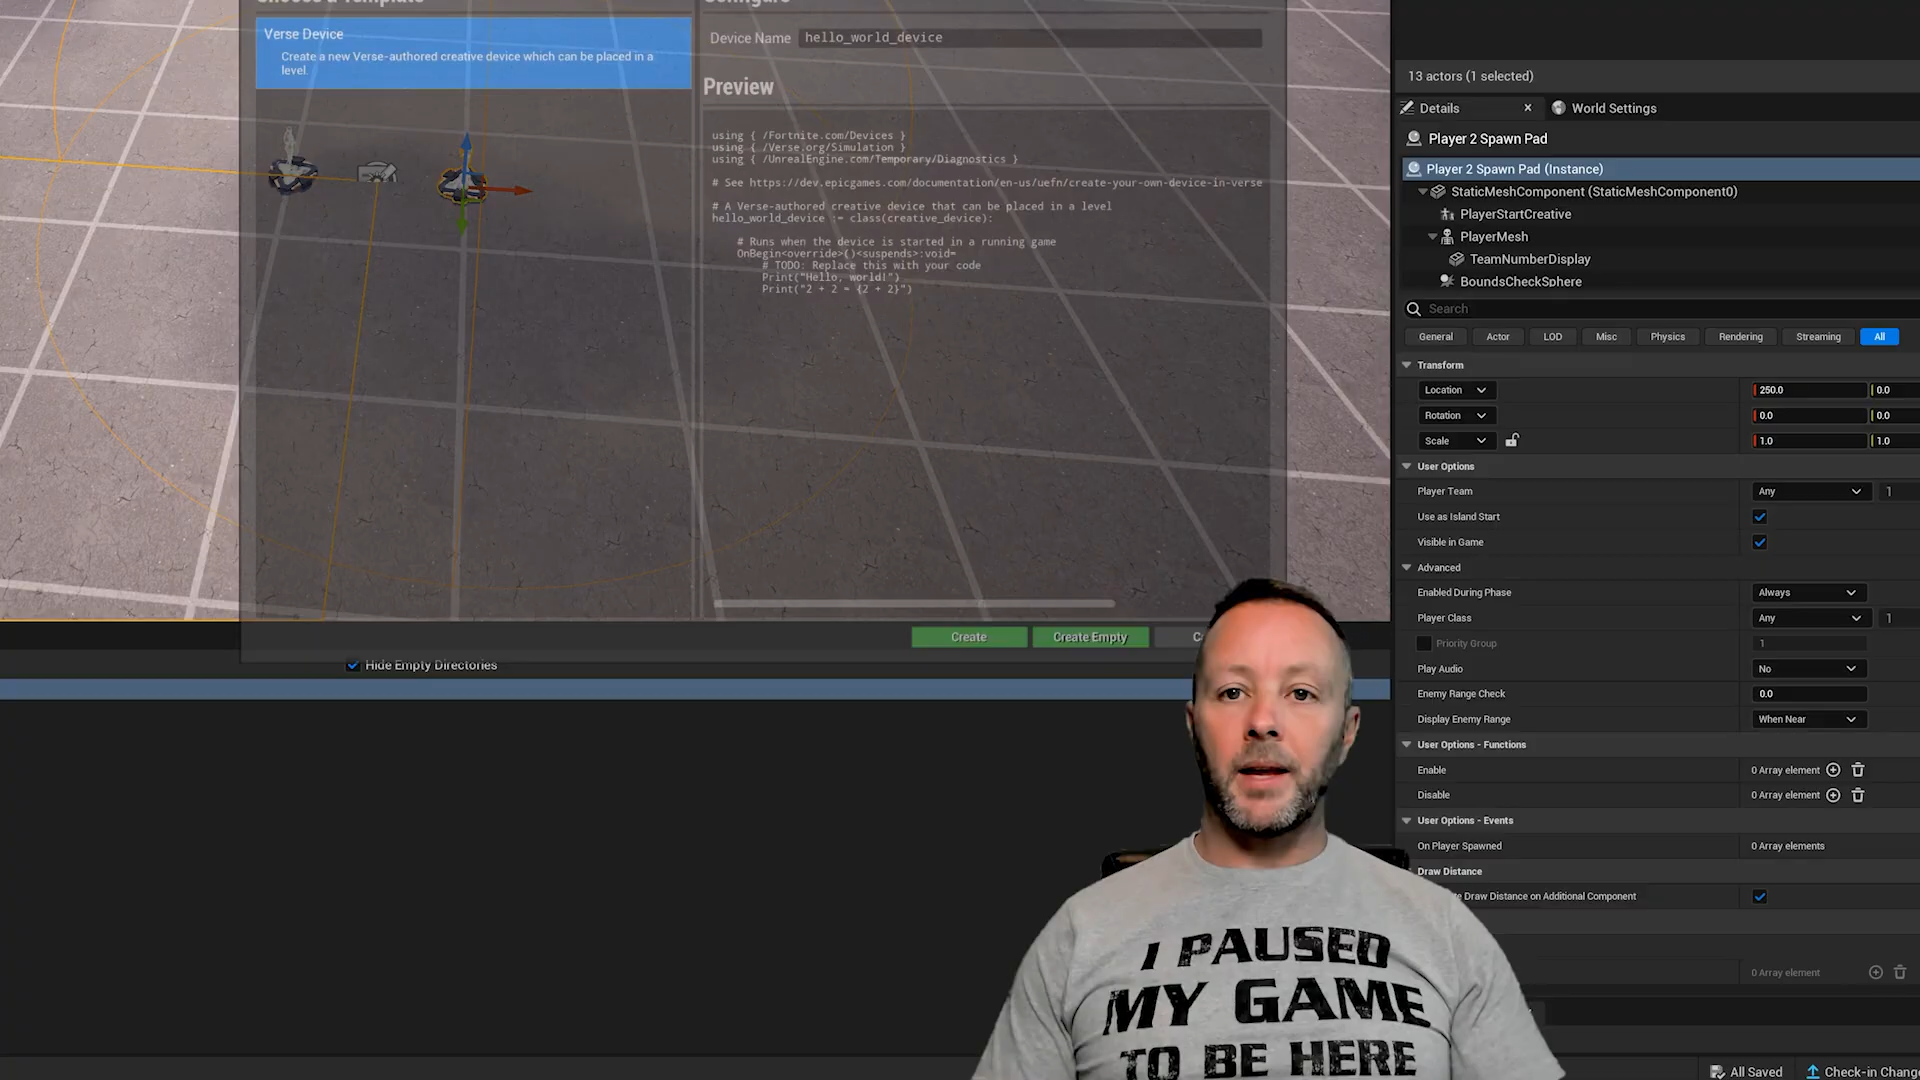 Choose a Template
Configure
Verse Device
Create a new Verse-authored creative device which can be placed in a
level.
Device Name
hello_world_device
Preview
using { /Fortnite.com/Devices }
using { /Verse.org/Simulation }
using { /UnrealEngine.com/Temporary/Diagnostics }
# See https://dev.epicgames.com/documentation/en-us/uefn/create-your-own-device-in-verse
# A Verse-authored creative device that can be placed in a level
hello_world_device := class(creative_device):
# Runs when the device is started in a running game
OnBegin<override>()<suspends>:void=
# TODO: Replace this with your code
Print("Hello, world!")
Print("2 + 2 = {2 + 2}")
Create
Create Empty
C
Hide Empty Directories
13 actors (1 selected)
Details
World Settings
Player 2 Spawn Pad
Player 2 Spawn Pad (Instance)
StaticMeshComponent (StaticMeshComponent0)
PlayerStartCreative
PlayerMesh
TeamNumberDisplay
BoundsCheckSphere
Search
General Actor LOD Misc Physics Rendering Streaming All
Transform
Location 250.0 0.0
Rotation 0.0 0.0
Scale 1.0 1.0
User Options
Player Team Any 1
Use as Island Start
Visible in Game
Advanced
Enabled During Phase Always
Player Class Any 1
Priority Group 1
Play Audio No
Enemy Range Check 0.0
Display Enemy Range When Near
User Options - Functions
Enable 0 Array element
Disable 0 Array element
User Options - Events
On Player Spawned 0 Array elements
Draw Distance
Draw Distance on Additional Component
0 Array element
All Saved
Check-in Change
I PAUSED
MY GAME
TO BE HERE